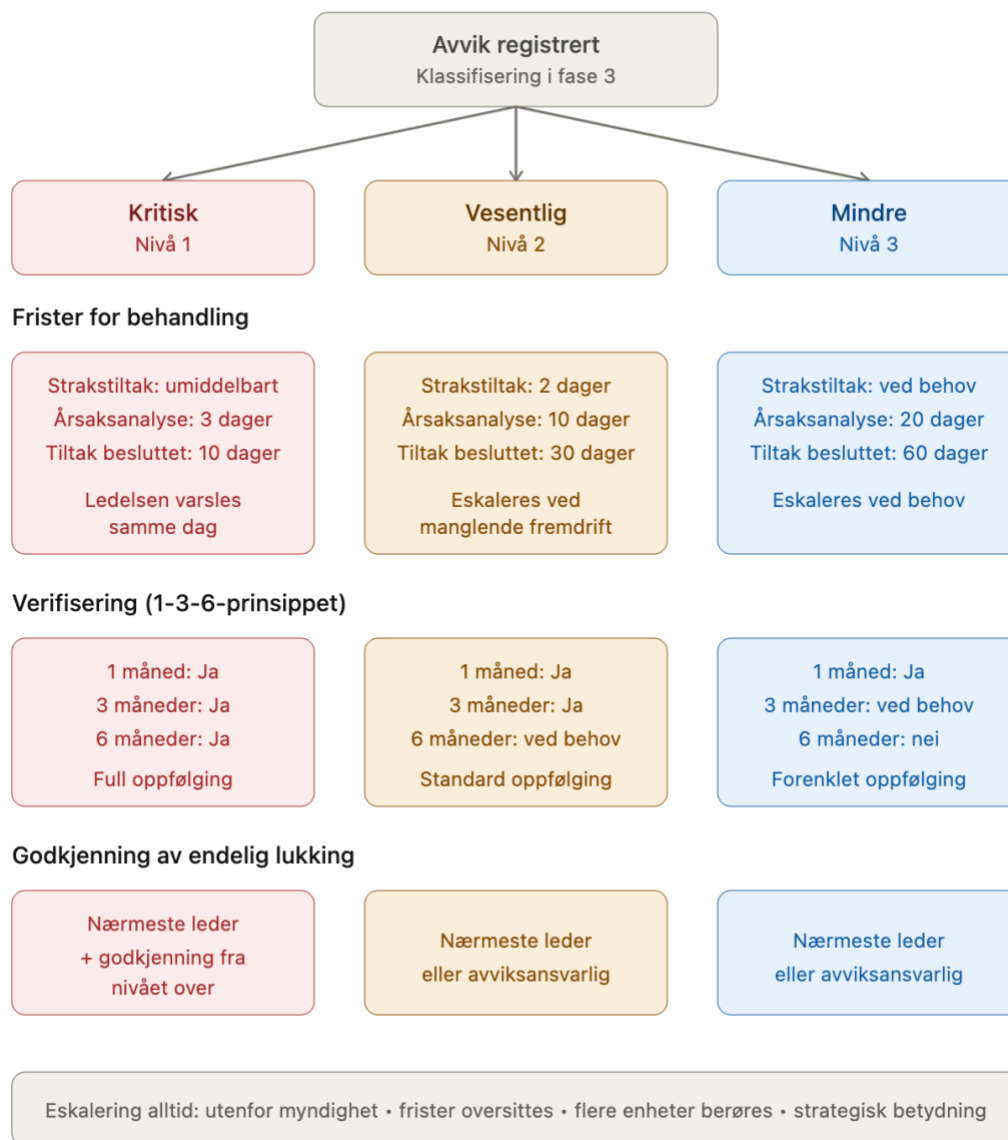 Avvik registrert
Klassifisering i fase 3
Kritisk
Nivå 1
Vesentlig
Nivå 2
Mindre
Nivå 3
Frister for behandling
Strakstiltak: umiddelbart
Årsaksanalyse: 3 dager
Tiltak besluttet: 10 dager
Ledelsen varsles
samme dag
Strakstiltak: 2 dager
Årsaksanalyse: 10 dager
Tiltak besluttet: 30 dager
Eskaleres ved
manglende fremdrift
Strakstiltak: ved behov
Årsaksanalyse: 20 dager
Tiltak besluttet: 60 dager
Eskaleres ved behov
Verifisering (1-3-6-prinsippet)
1 måned: Ja
3 måneder: Ja
6 måneder: Ja
Full oppfølging
1 måned: Ja
3 måneder: Ja
6 måneder: ved behov
Standard oppfølging
1 måned: Ja
3 måneder: ved behov
6 måneder: nei
Forenklet oppfølging
Godkjenning av endelig lukking
Nærmeste leder
+ godkjenning fra
nivået over
Nærmeste leder
eller avviksansvarlig
Nærmeste leder
eller avviksansvarlig
Eskalering alltid: utenfor myndighet • frister oversittes • flere enheter berøres • strategisk betydning